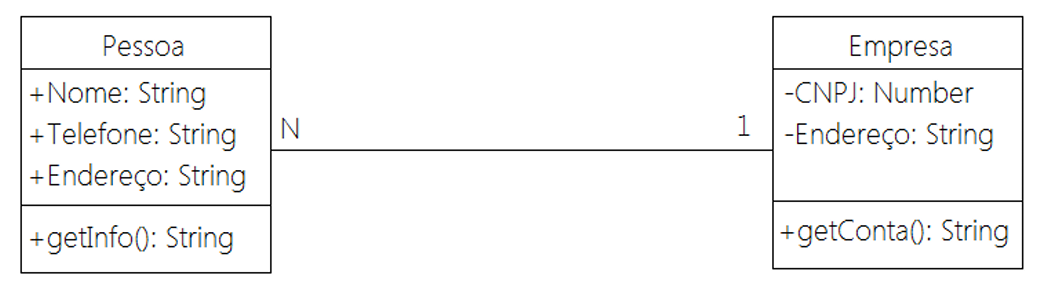 Pessoa
+Nome: String
+Telefone: String
+Endereço: String
+getInfo(): String
N
1
Empresa
-CNPJ: Number
-Endereço: String
+getConta(): String